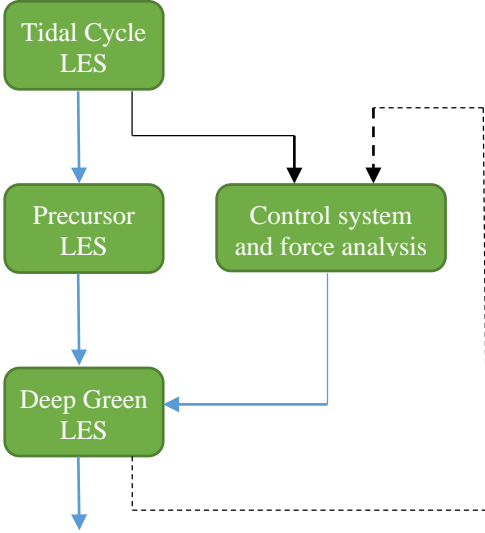 Tidal Cycle
LES
Precursor
LES
Control system
and force analysis
Deep Green
LES